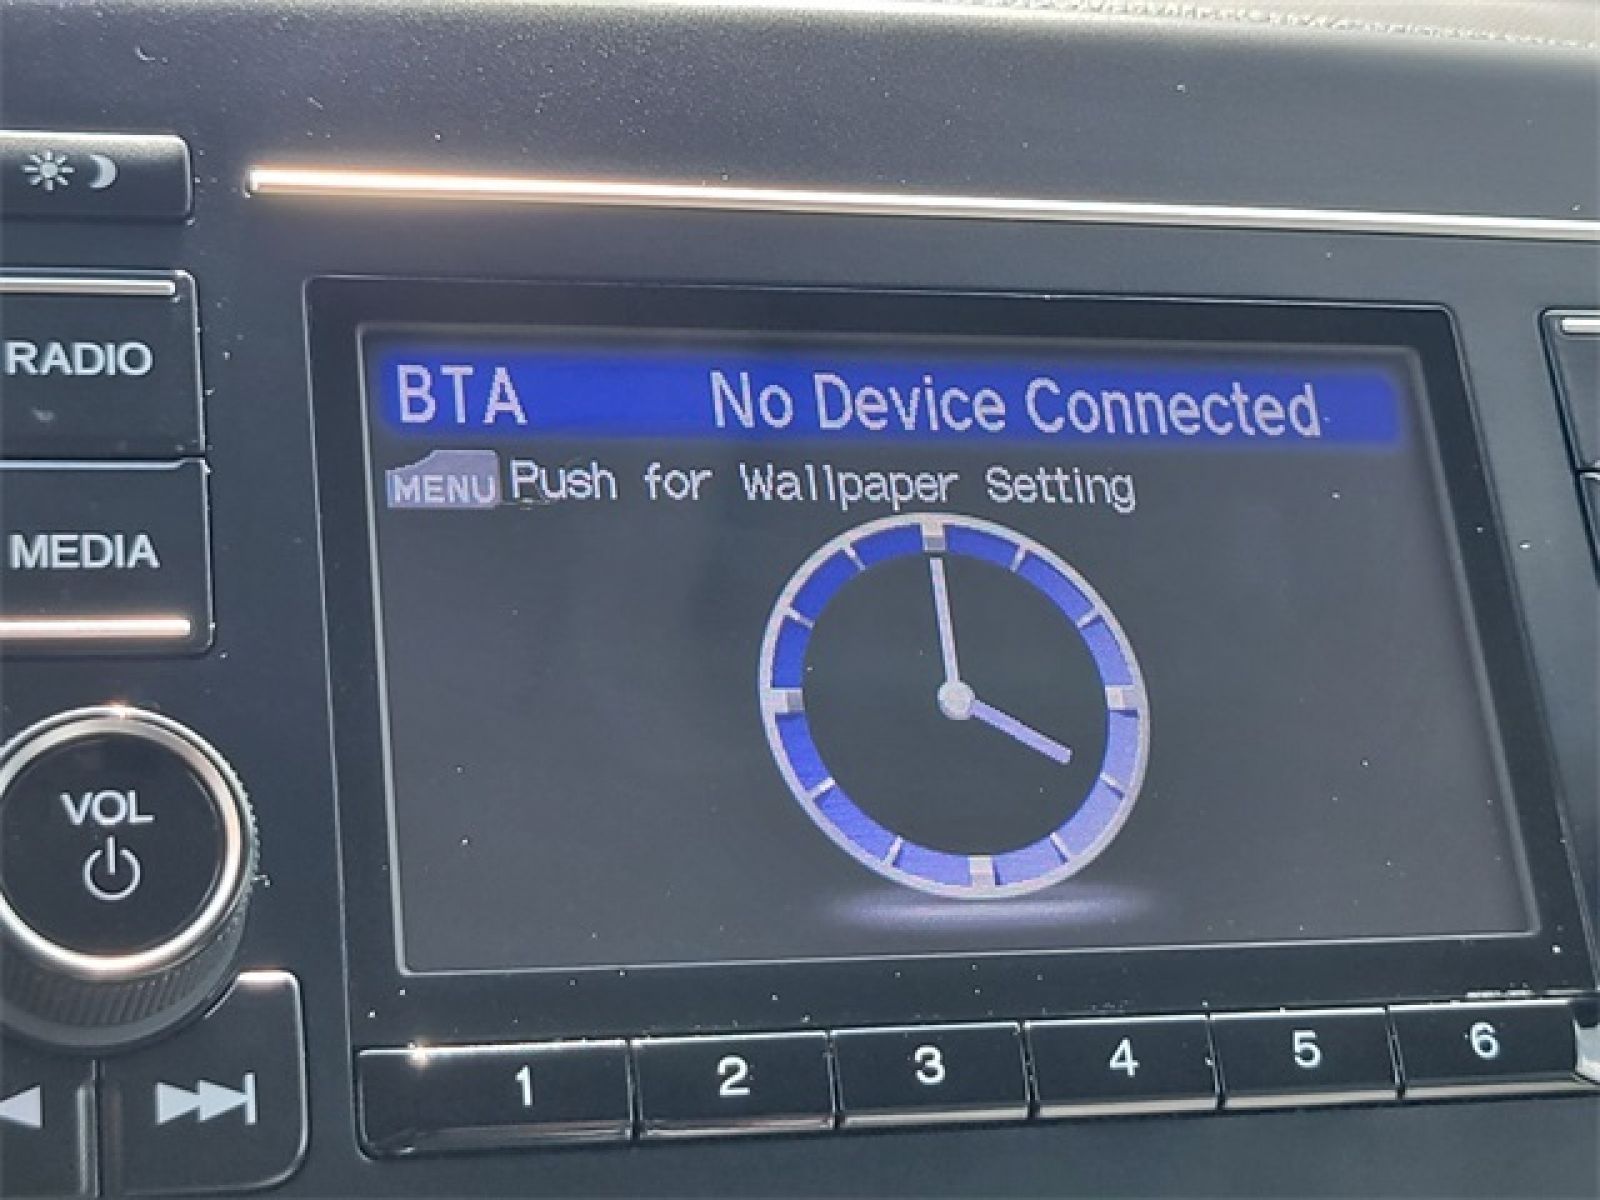 RADIO
MEDIA
VOL
BTA No Device Connected
MENU Push for Wallpaper Setting
1 2 3 4 5 6